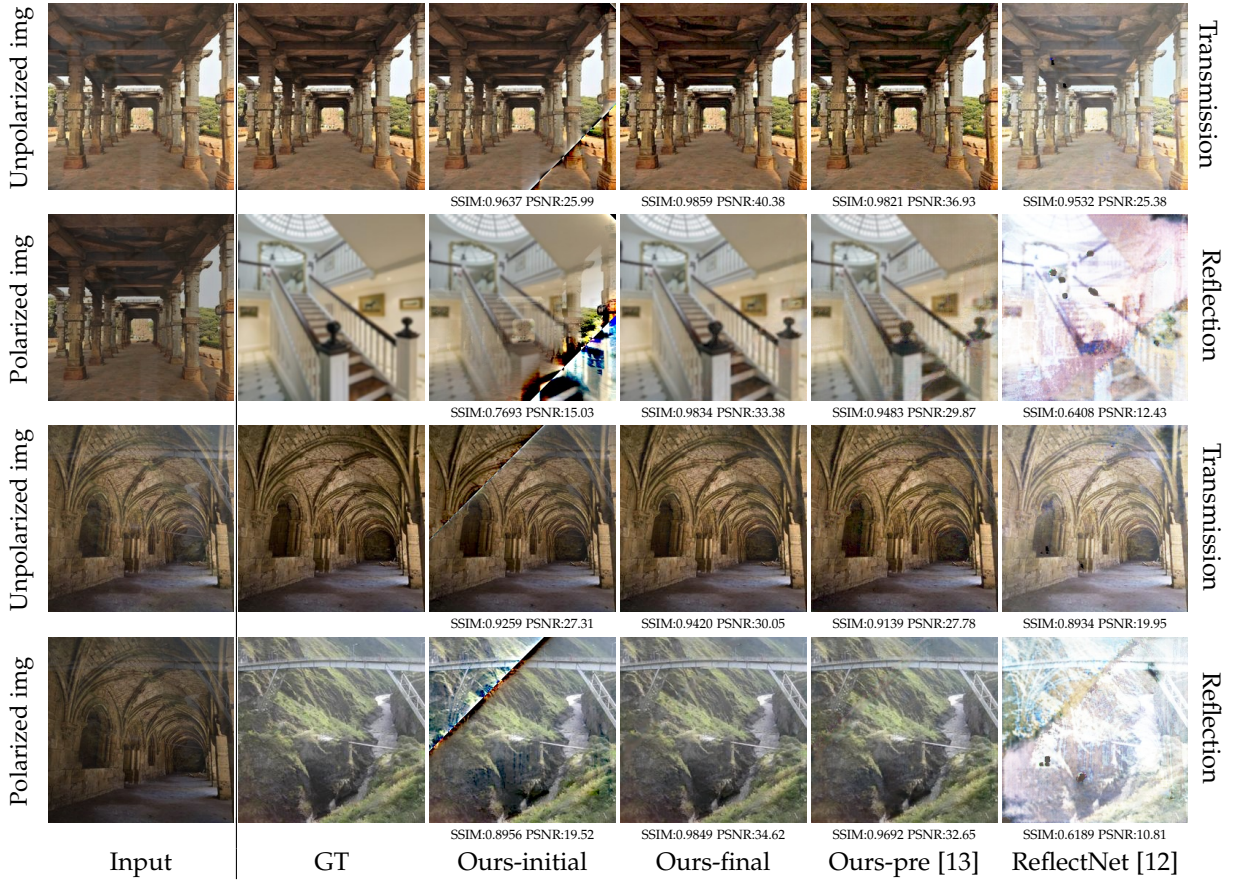 Unpolarized img
Transmission
SSIM:0.9637 PSNR:25.99
SSIM:0.9859 PSNR:40.38
SSIM:0.9821 PSNR:36.93
SSIM:0.9532 PSNR:25.38
Polarized img
Reflection
SSIM:0.7693 PSNR:15.03
SSIM:0.9834 PSNR:33.38
SSIM:0.9483 PSNR:29.87
SSIM:0.6408 PSNR:12.43
Unpolarized img
Transmission
SSIM:0.9259 PSNR:27.31
SSIM:0.9420 PSNR:30.05
SSIM:0.9139 PSNR:27.78
SSIM:0.8934 PSNR:19.95
Polarized img
Reflection
SSIM:0.8956 PSNR:19.52
SSIM:0.9849 PSNR:34.62
SSIM:0.9692 PSNR:32.65
SSIM:0.6189 PSNR:10.81
Input
GT
Ours-initial
Ours-final
Ours-pre [13]
ReflectNet [12]